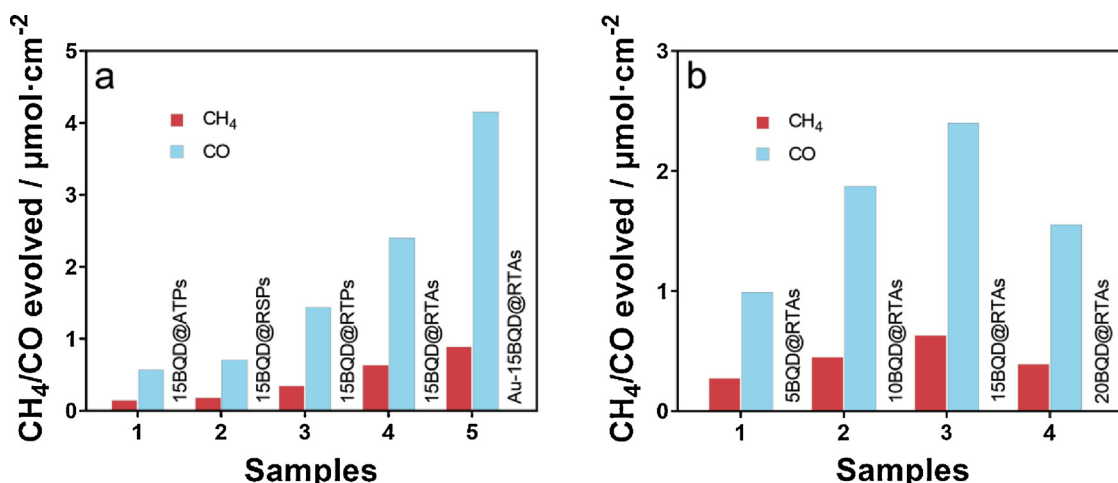 a
CH₄/CO evolved / μmol·cm⁻²
5
4
3
2
1
0
CH₄
CO
15BQD@ATPs
15BQD@RSPs
15BQD@RTPs
15BQD@RTAs
Au-15BQD@RTAs
1 2 3 4 5
Samples
b
CH₄/CO evolved / μmol·cm⁻²
3
2
1
0
CH₄
CO
5BQD@RTAs
10BQD@RTAs
15BQD@RTAs
20BQD@RTAs
1 2 3 4
Samples